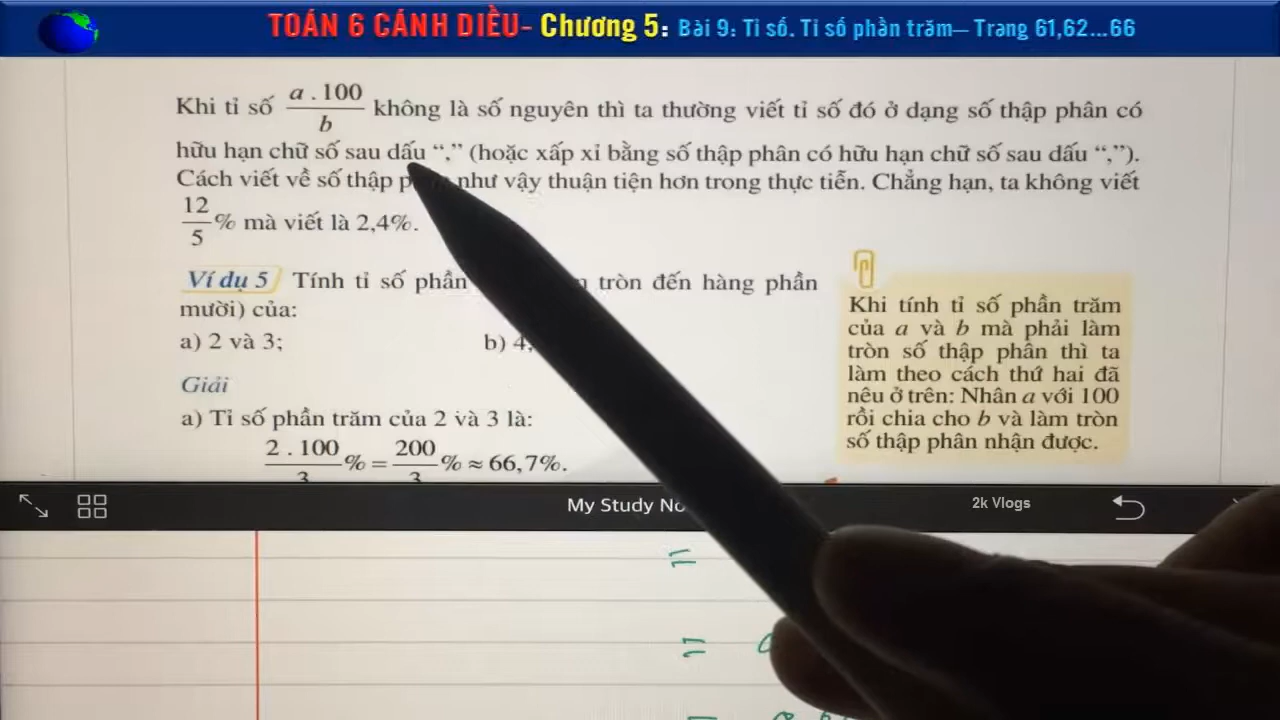 TOÁN 6 CÁNH DIỀU- Chương 5: Bài 9: Tỉ số. Tỉ số phần trăm– Trang 61,62...66
Khi tỉ số a . 100 / b không là số nguyên thì ta thường viết tỉ số đó ở dạng số thập phân có
hữu hạn chữ số sau dấu “,” (hoặc xấp xỉ bằng số thập phân có hữu hạn chữ số sau dấu “,”).
Cách viết về số thập như vậy thuận tiện hơn trong thực tiễn. Chẳng hạn, ta không viết
12/5 % mà viết là 2,4%.
Ví dụ 5 Tính tỉ số phần tròn đến hàng phần
mười) của:
a) 2 và 3; b) 4,
Giải
a) Tỉ số phần trăm của 2 và 3 là:
2 . 100 / 3 % = 200 / 3 % ≈ 66,7%.
Khi tính tỉ số phần trăm
của a và b mà phải làm
tròn số thập phân thì ta
làm theo cách thứ hai đã
nêu ở trên: Nhân a với 100
rồi chia cho b và làm tròn
số thập phân nhận được.
My Study No 2k Vlogs
=
=